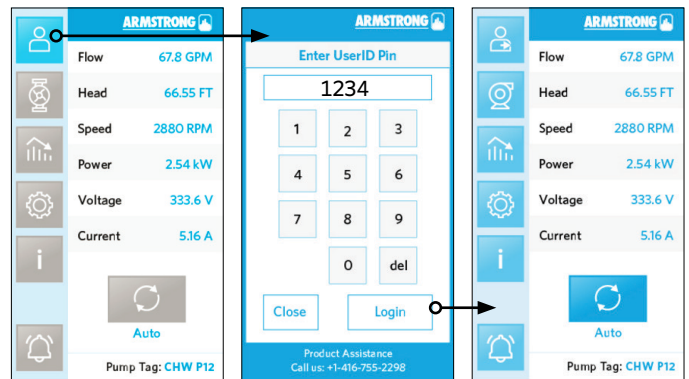 ARMSTRONG
Flow 67.8 GPM
Head 66.55 FT
Speed 2880 RPM
Power 2.54 kW
Voltage 333.6 V
Current 5.16 A
i
Auto
Pump Tag: CHW P12
ARMSTRONG
Enter UserID Pin
1234
1 2 3
4 5 6
7 8 9
0 del
Close Login
Product Assistance
Call us: +1-416-755-2298
ARMSTRONG
Flow 67.8 GPM
Head 66.55 FT
Speed 2880 RPM
Power 2.54 kW
Voltage 333.6 V
Current 5.16 A
i
Auto
Pump Tag: CHW P12